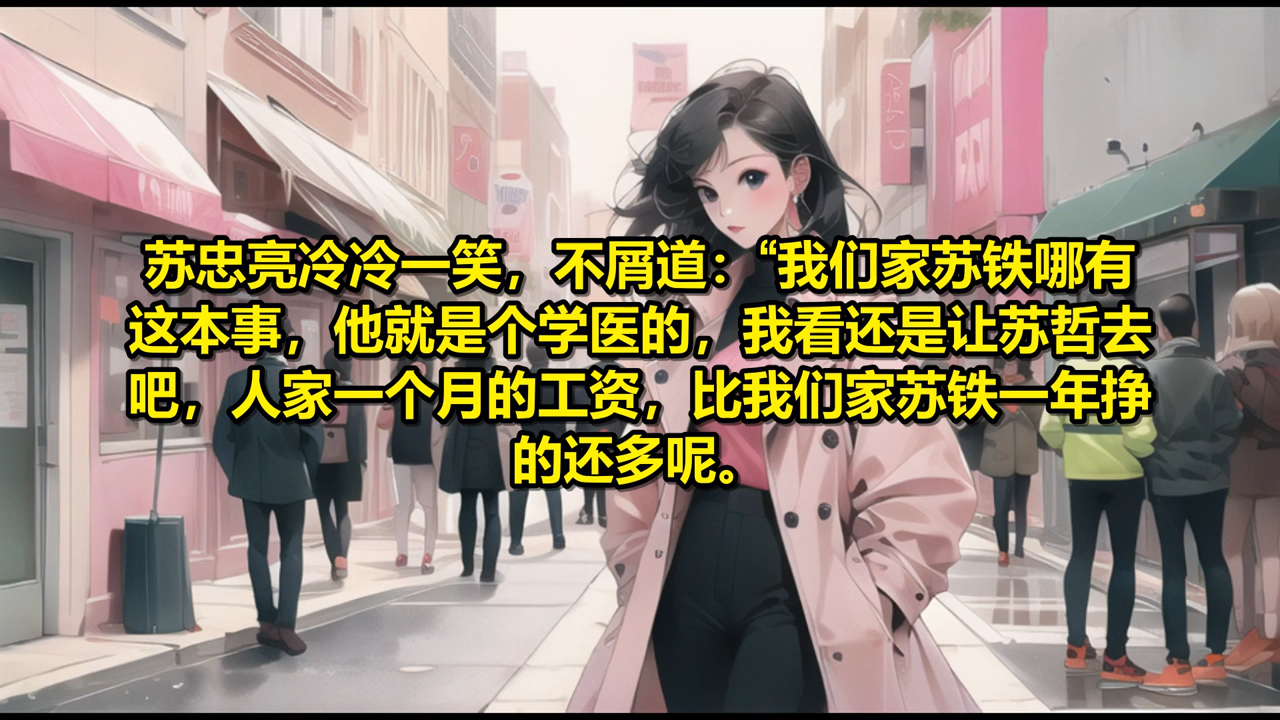 苏忠亮冷冷一笑，不屑道：“我们家苏铁哪有
这本事，他就是个学医的，我看还是让苏哲去
吧，人家一个月的工资，比我们家苏铁一年挣
的还多呢。